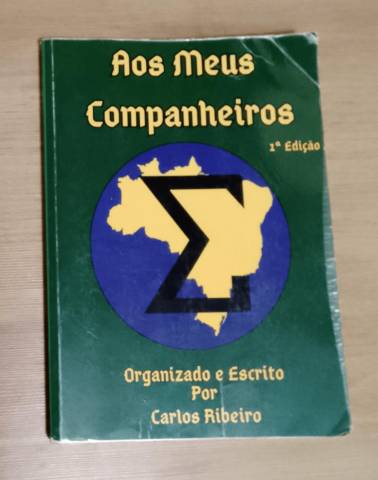 Aos Meus
Companheiros
1ª Edição
Σ
Organizado e Escrito
Por
Carlos Ribeiro